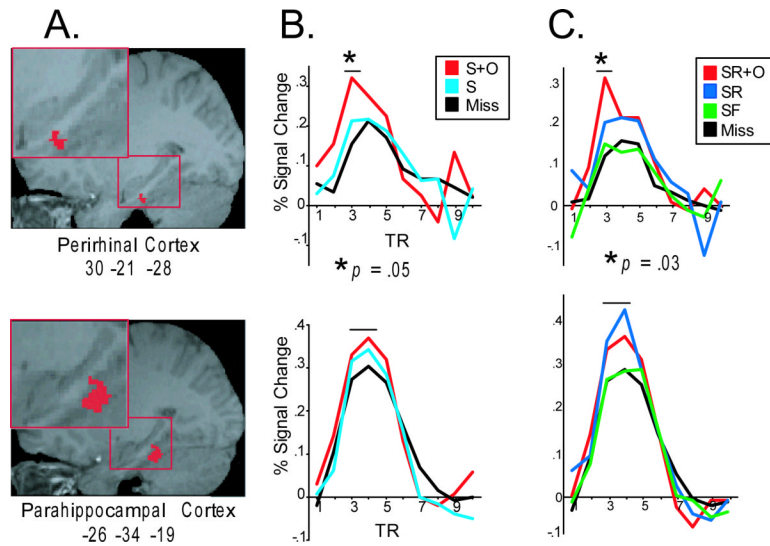 A.
B.
C.
Perirhinal Cortex
30 -21 -28
% Signal Change
.3
.2
.1
0
-.1
*
S+O
S
Miss
1 3 5 7 9
TR
* p = .05
.3
.2
.1
0
-.1
*
SR+O
SR
SF
Miss
1 3 5 7 9
* p = .03
Parahippocampal Cortex
-26 -34 -19
% Signal Change
.4
.3
.2
.1
0
-.1
1 3 5 7 9
TR
.4
.3
.2
.1
0
-.1
1 3 5 7 9